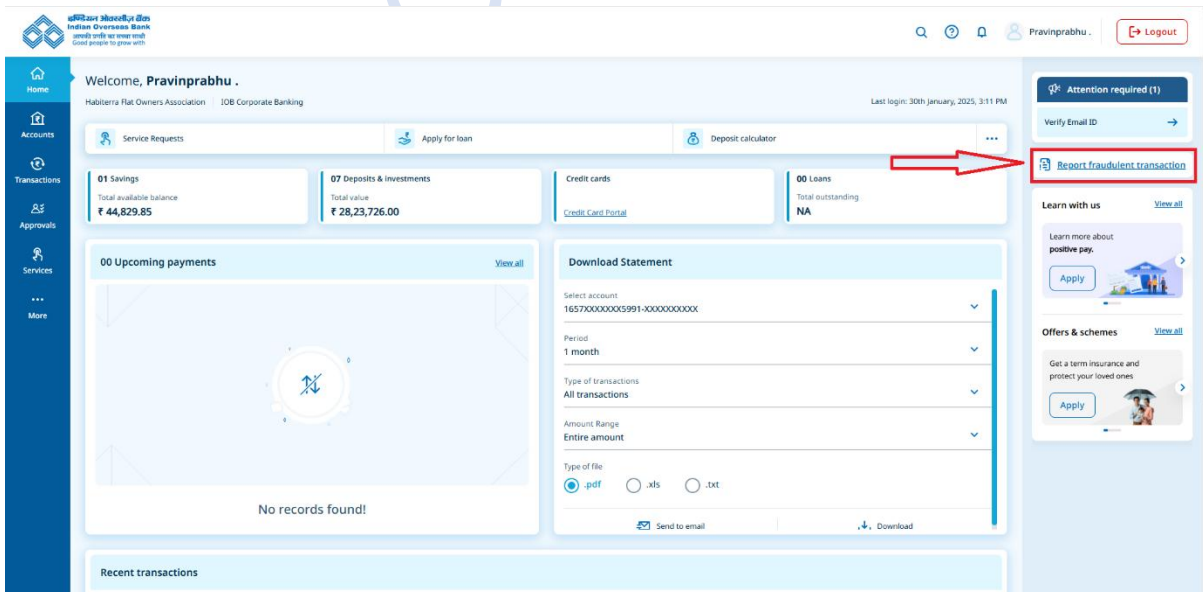 इण्डियन ओवरसीज़ बैंक
Indian Overseas Bank
आपकी प्रगति का सच्चा साथी
Good people to grow with
Pravinprabhu .
Logout
Home
Accounts
Transactions
Approvals
Services
More
Welcome, Pravinprabhu .
Habiterra Flat Owners Association | IOB Corporate Banking
Last login: 30th January, 2025, 3:11 PM
Service Requests
Apply for loan
Deposit calculator
01 Savings
Total available balance
₹ 44,829.85
07 Deposits & investments
Total value
₹ 28,23,726.00
Credit cards
Credit Card Portal
00 Loans
Total outstanding
NA
00 Upcoming payments
View all
No records found!
Download Statement
Select account
1657XXXXXXX5991-XXXXXXXXXX
Period
1 month
Type of transactions
All transactions
Amount Range
Entire amount
Type of file
.pdf .xls .txt
Send to email
Download
Recent transactions
Attention required (1)
Verify Email ID
Report fraudulent transaction
Learn with us
View all
Learn more about
positive pay.
Apply
Offers & schemes
View all
Get a term insurance and
protect your loved ones
Apply